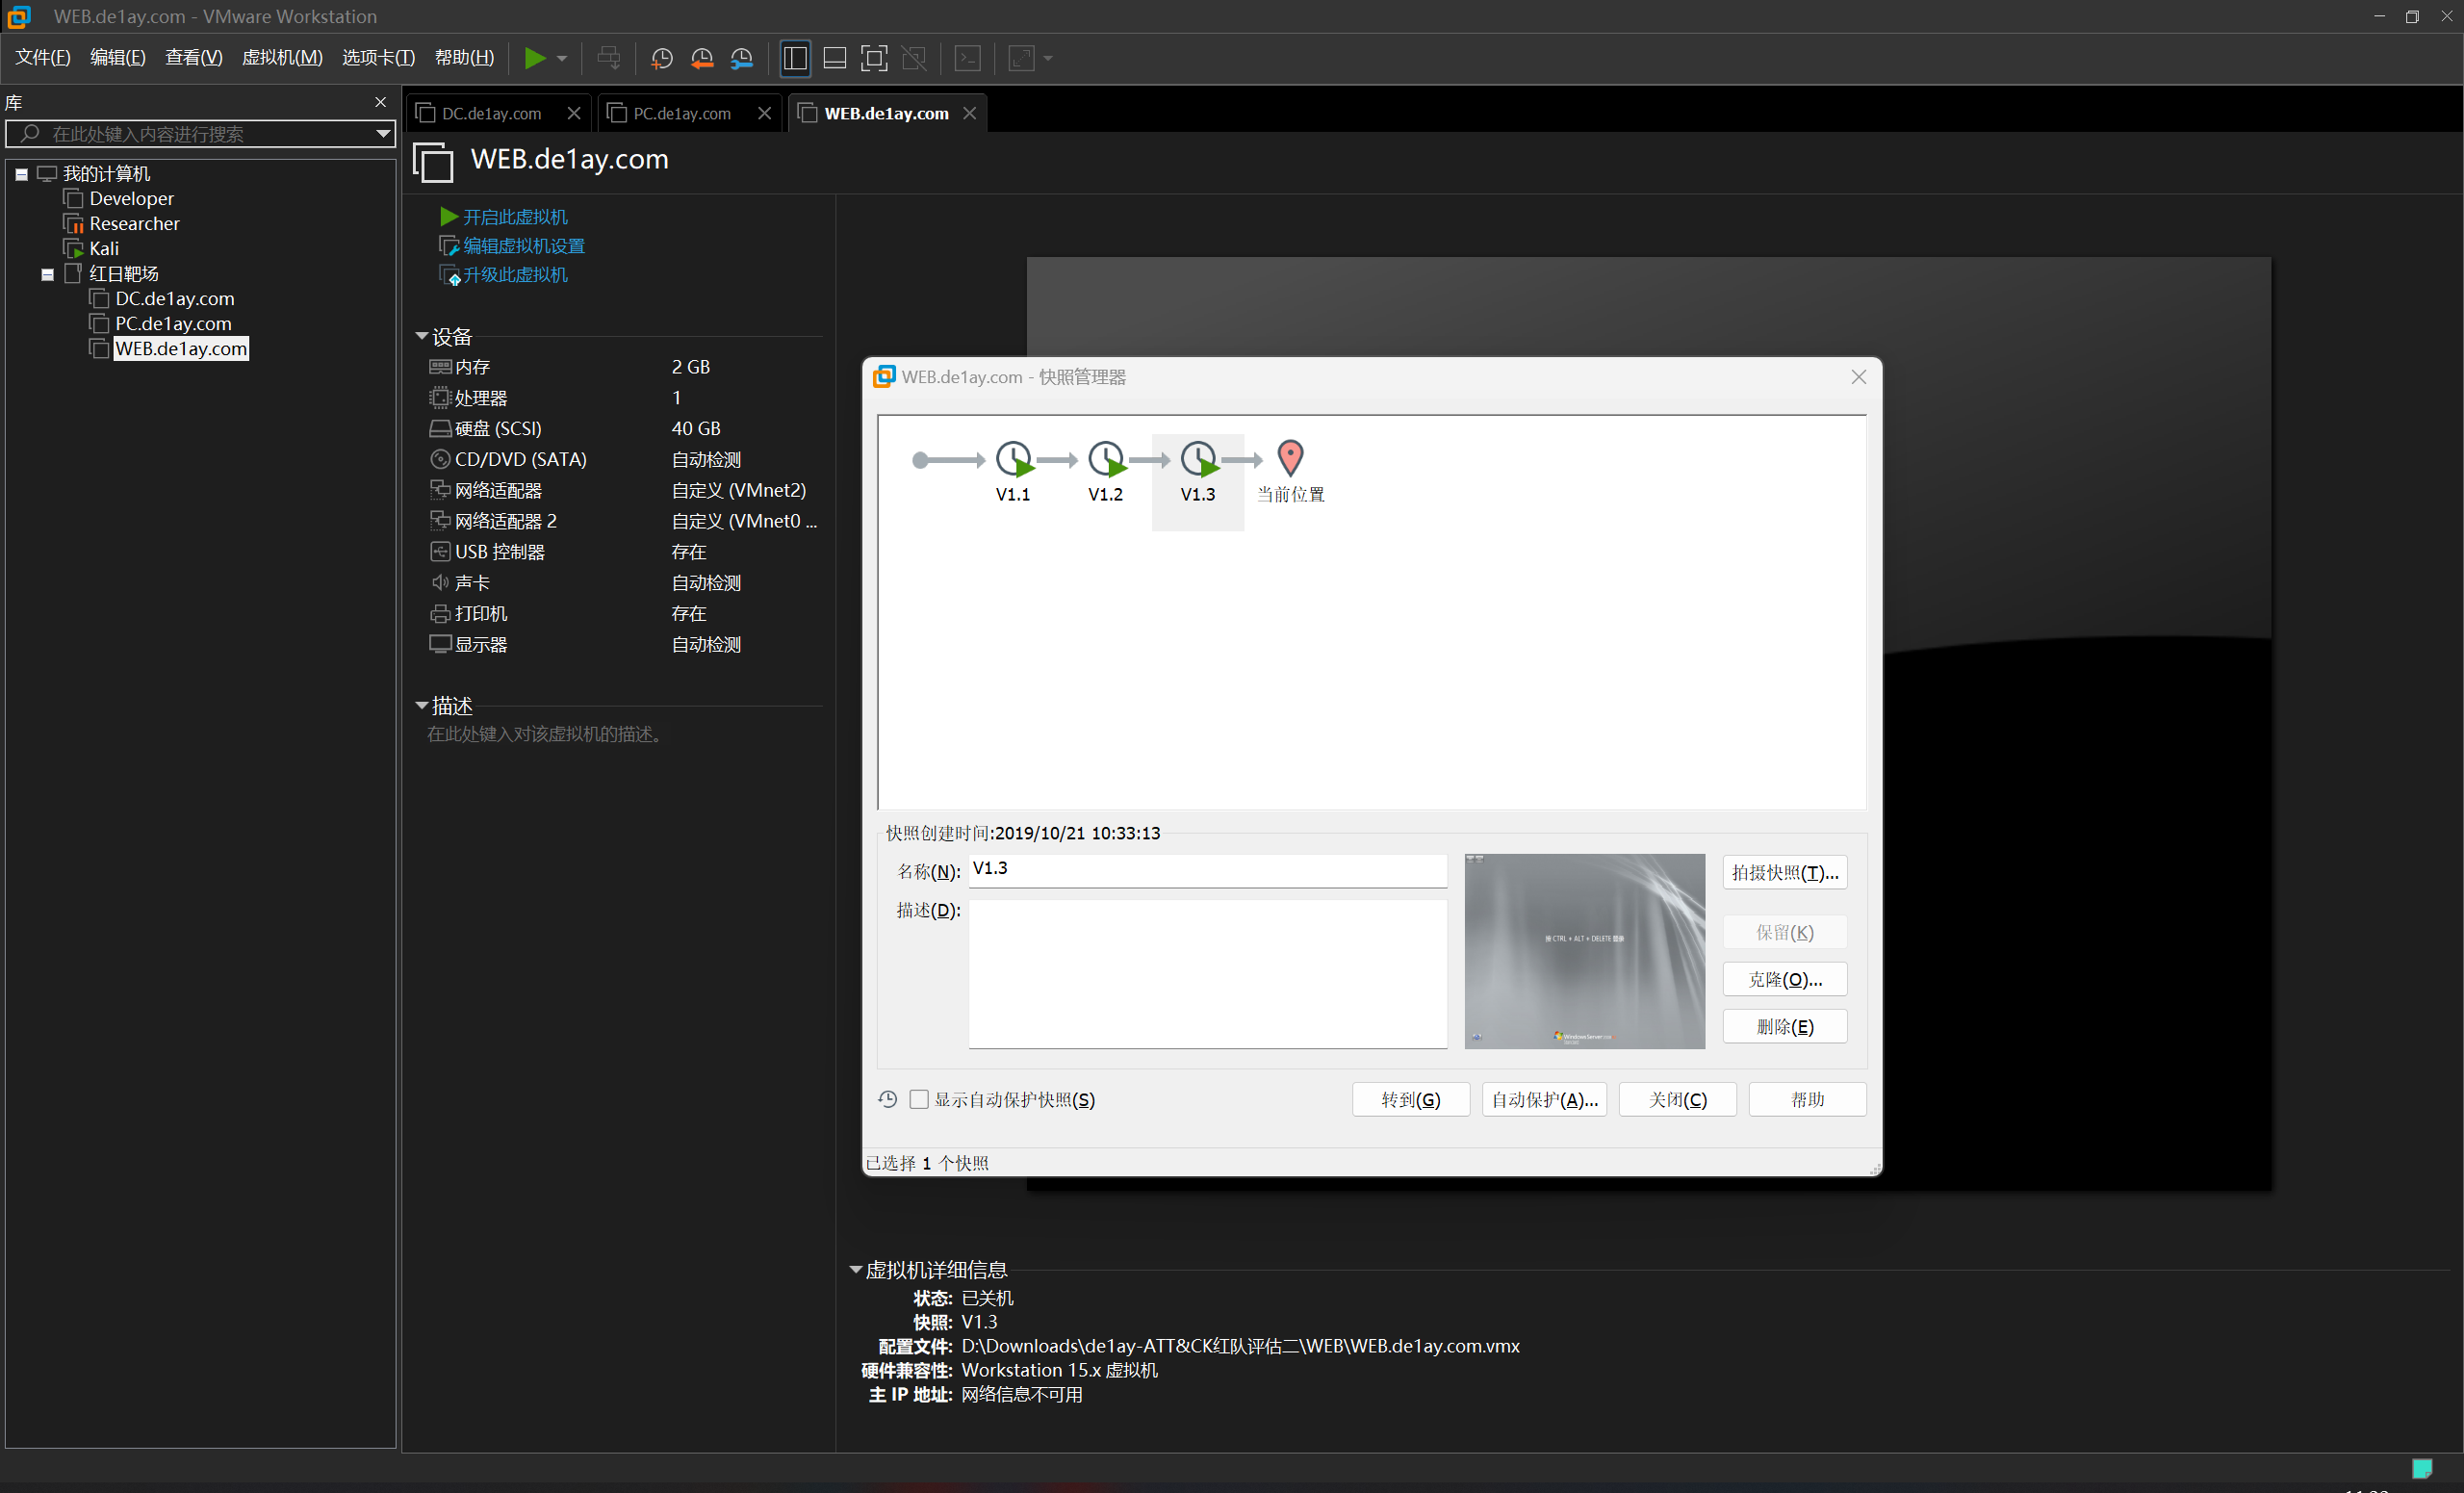 WEB.de1ay.com - VMware Workstation
文件(F) 编辑(E) 查看(V) 虚拟机(M) 选项卡(T) 帮助(H)
库
在此处键入内容进行搜索
我的计算机
Developer
Researcher
Kali
红日靶场
DC.de1ay.com
PC.de1ay.com
WEB.de1ay.com
DC.de1ay.com PC.de1ay.com WEB.de1ay.com
WEB.de1ay.com
开启此虚拟机
编辑虚拟机设置
升级此虚拟机
设备
内存 2 GB
处理器 1
硬盘 (SCSI) 40 GB
CD/DVD (SATA) 自动检测
网络适配器 自定义 (VMnet2)
网络适配器 2 自定义 (VMnet0 ...
USB 控制器 存在
声卡 自动检测
打印机 存在
显示器 自动检测
描述
在此处键入对该虚拟机的描述。
WEB.de1ay.com - 快照管理器
V1.1 V1.2 V1.3 当前位置
快照创建时间:2019/10/21 10:33:13
名称(N): V1.3
描述(D):
按 CTRL + ALT + DELETE 登录
拍摄快照(T)...
保留(K)
克隆(O)...
删除(E)
显示自动保护快照(S)
转到(G) 自动保护(A)... 关闭(C) 帮助
已选择 1 个快照
虚拟机详细信息
状态: 已关机
快照: V1.3
配置文件: D:\Downloads\de1ay-ATT&CK红队评估二\WEB\WEB.de1ay.com.vmx
硬件兼容性: Workstation 15.x 虚拟机
主 IP 地址: 网络信息不可用